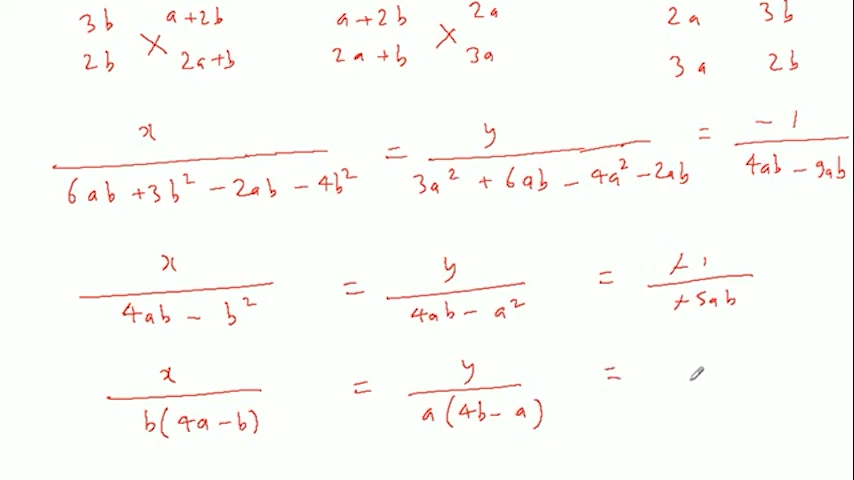 3b a+2b a+2b 2a 2a 3b
× ×
2b 2a+b 2a+b 3a 3a 2b
x / (6ab +3b² - 2ab - 4b²) = y / (3a² + 6ab - 4a² - 2ab) = -1 / (4ab - 9ab)
x / (4ab - b²) = y / (4ab - a²) = -1 / -5ab
x / b(4a-b) = y / a(4b-a) =